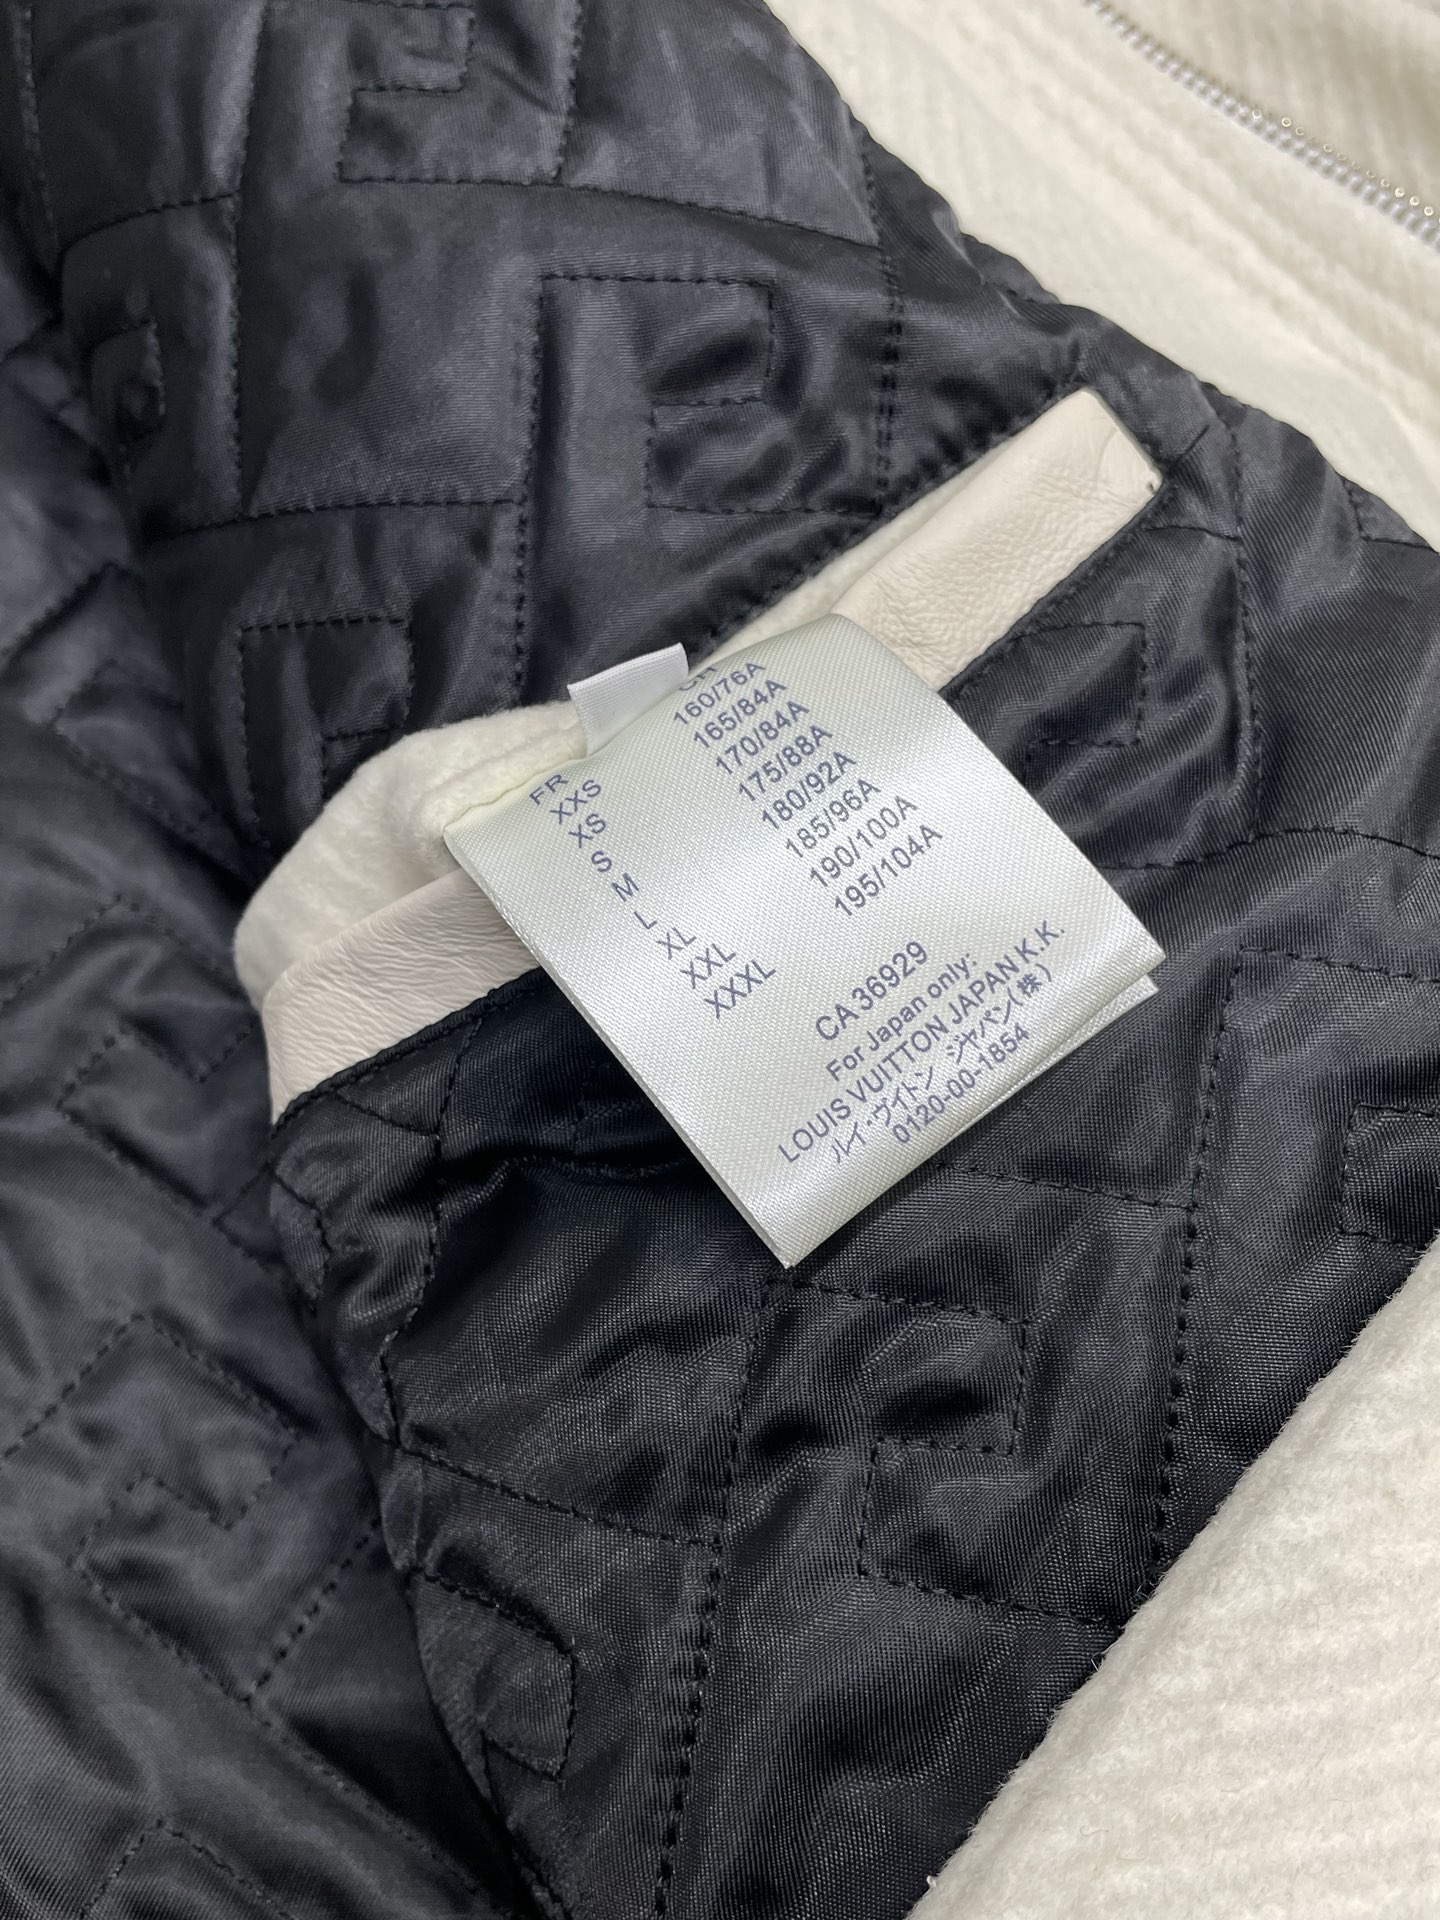 FR CH
XXS 160/76A
XS 165/84A
S 170/84A
M 175/88A
L 180/92A
XL 185/96A
XXL 190/100A
XXXL 195/104A
CA 36929
For Japan only:
LOUIS VUITTON JAPAN K.K.
ルイ・ヴィトン ジャパン(株)
0120-00-1854